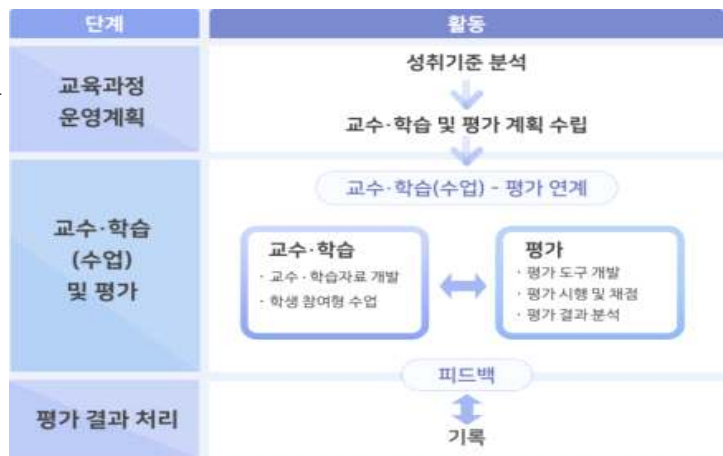 단계
활동
교육과정
운영계획
성취기준 분석
교수·학습 및 평가 계획 수립
교수·학습
(수업)
및 평가
교수·학습(수업) - 평가 연계
교수·학습
· 교수 · 학습자료 개발
· 학생 참여형 수업
평가
· 평가 도구 개발
· 평가 시행 및 채점
· 평가 결과 분석
평가 결과 처리
피드백
기록